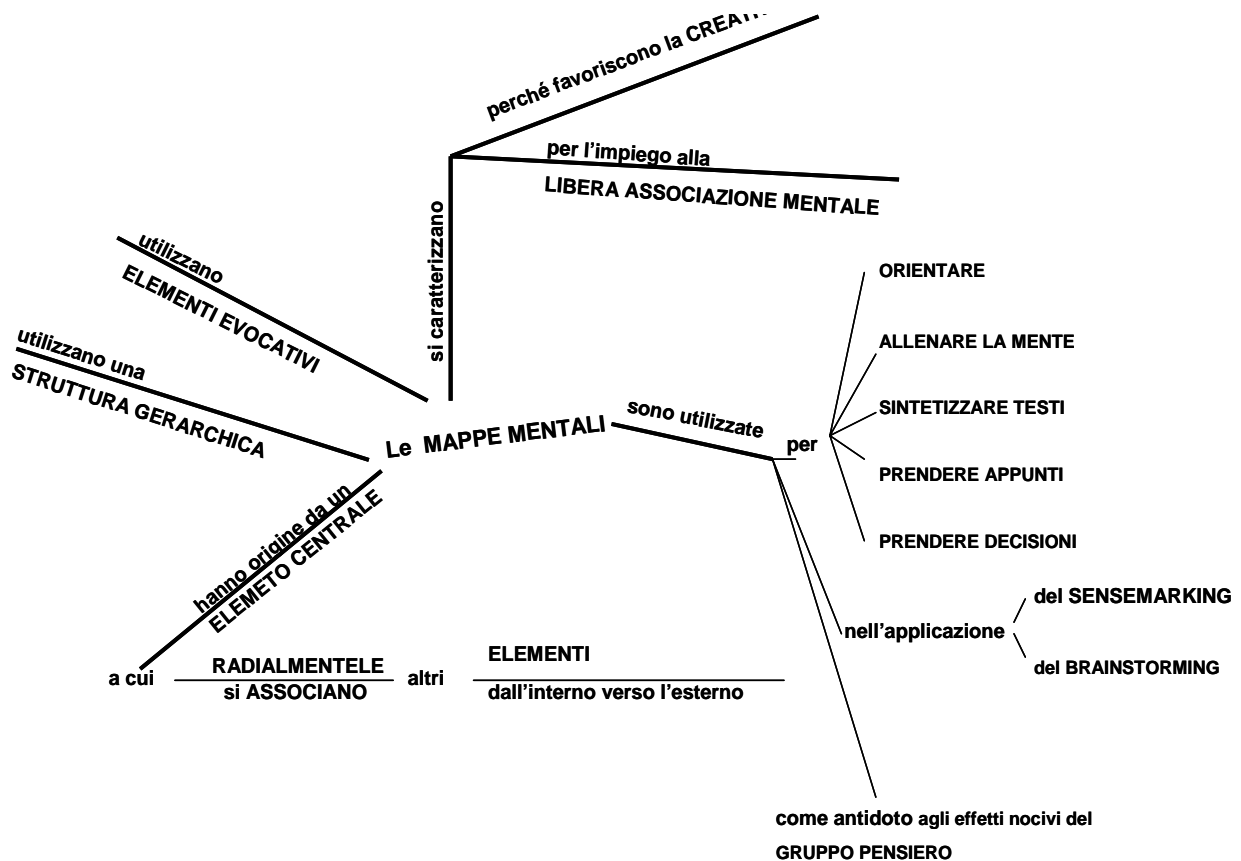 perché favoriscono la
per l'impiego alla
LIBERA ASSOCIAZIONE MENTALE
si caratterizzano
utilizzano
ELEMENTI EVOCATIVI
utilizzano una
STRUTTURA GERARCHICA
Le MAPPE MENTALI
sono utilizzate
per
ORIENTARE
ALLENARE LA MENTE
SINTETIZZARE TESTI
PRENDERE APPUNTI
PRENDERE DECISIONI
hanno origine da un
ELEMETO CENTRALE
a cui
RADIALMENTELE
si ASSOCIANO
altri
ELEMENTI
dall'interno verso l'esterno
nell'applicazione
del SENSEMARKING
del BRAINSTORMING
come antidoto agli effetti nocivi del
GRUPPO PENSIERO